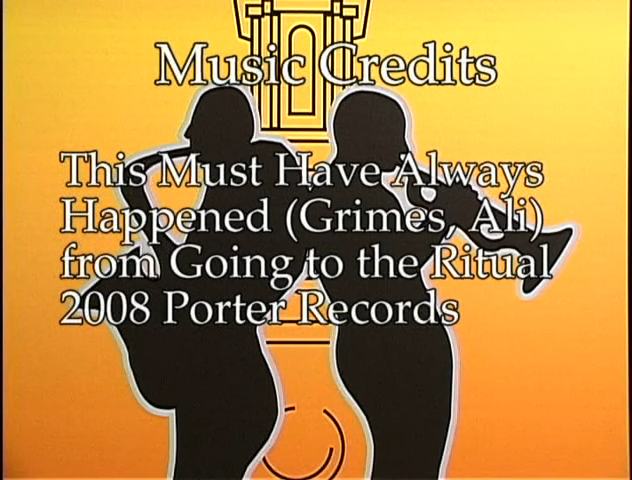 Music Credits
This Must Have Always
Happened (Grimes, Ali)
from Going to the Ritual
2008 Porter Records